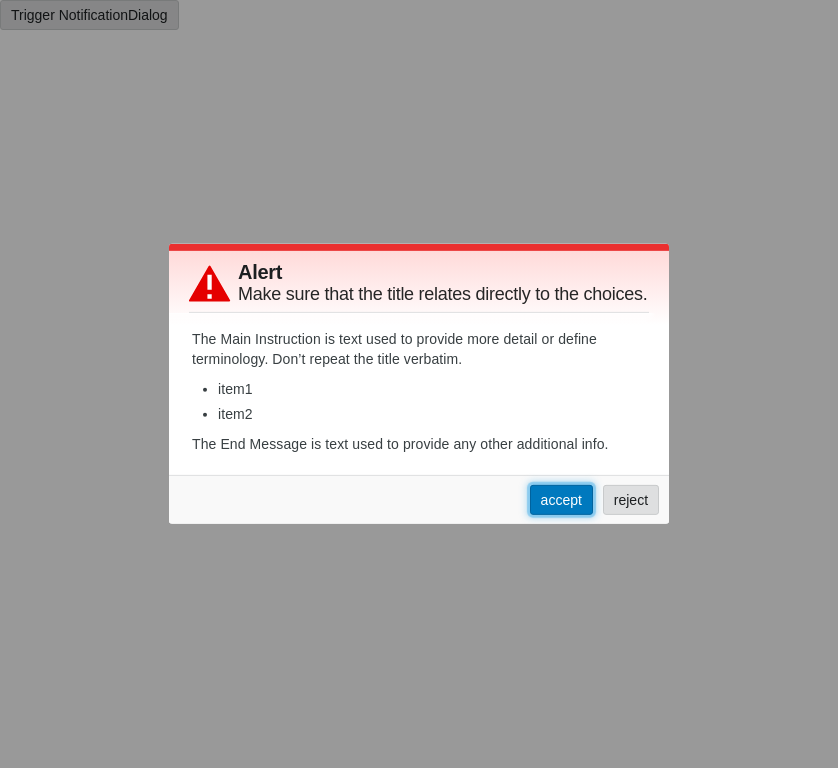 Trigger NotificationDialog
Alert
Make sure that the title relates directly to the choices.
The Main Instruction is text used to provide more detail or define
terminology. Don’t repeat the title verbatim.
• item1
• item2
The End Message is text used to provide any other additional info.
accept reject